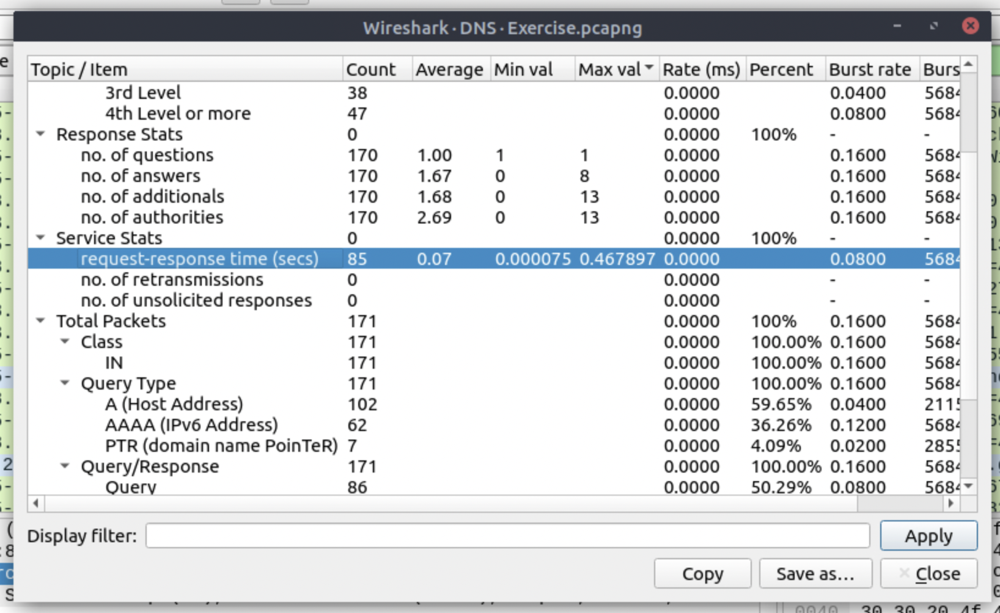 Wireshark · DNS · Exercise.pcapng
Topic / Item Count Average Min val Max val Rate (ms) Percent Burst rate Burs
3rd Level 38 0.0000 0.0400 5684
4th Level or more 47 0.0000 0.0800 5684
Response Stats 0 0.0000 100% - -
no. of questions 170 1.00 1 1 0.0000 0.1600 5684
no. of answers 170 1.67 0 8 0.0000 0.1600 5684
no. of additionals 170 1.68 0 13 0.0000 0.1600 5684
no. of authorities 170 2.69 0 13 0.0000 0.1600 5684
Service Stats 0 0.0000 100% - -
request-response time (secs) 85 0.07 0.000075 0.467897 0.0000 0.0800 5684
no. of retransmissions 0 0.0000 - -
no. of unsolicited responses 0 0.0000 - -
Total Packets 171 0.0000 100% 0.1600 5684
Class 171 0.0000 100.00% 0.1600 5684
IN 171 0.0000 100.00% 0.1600 5684
Query Type 171 0.0000 100.00% 0.1600 5684
A (Host Address) 102 0.0000 59.65% 0.0400 2115
AAAA (IPv6 Address) 62 0.0000 36.26% 0.1200 5684
PTR (domain name PoinTeR) 7 0.0000 4.09% 0.0200 2855
Query/Response 171 0.0000 100.00% 0.1600 5684
Query 86 0.0000 50.29% 0.0800 5684
Display filter:
Apply
Copy Save as... Close
0040 30 30 20 4f